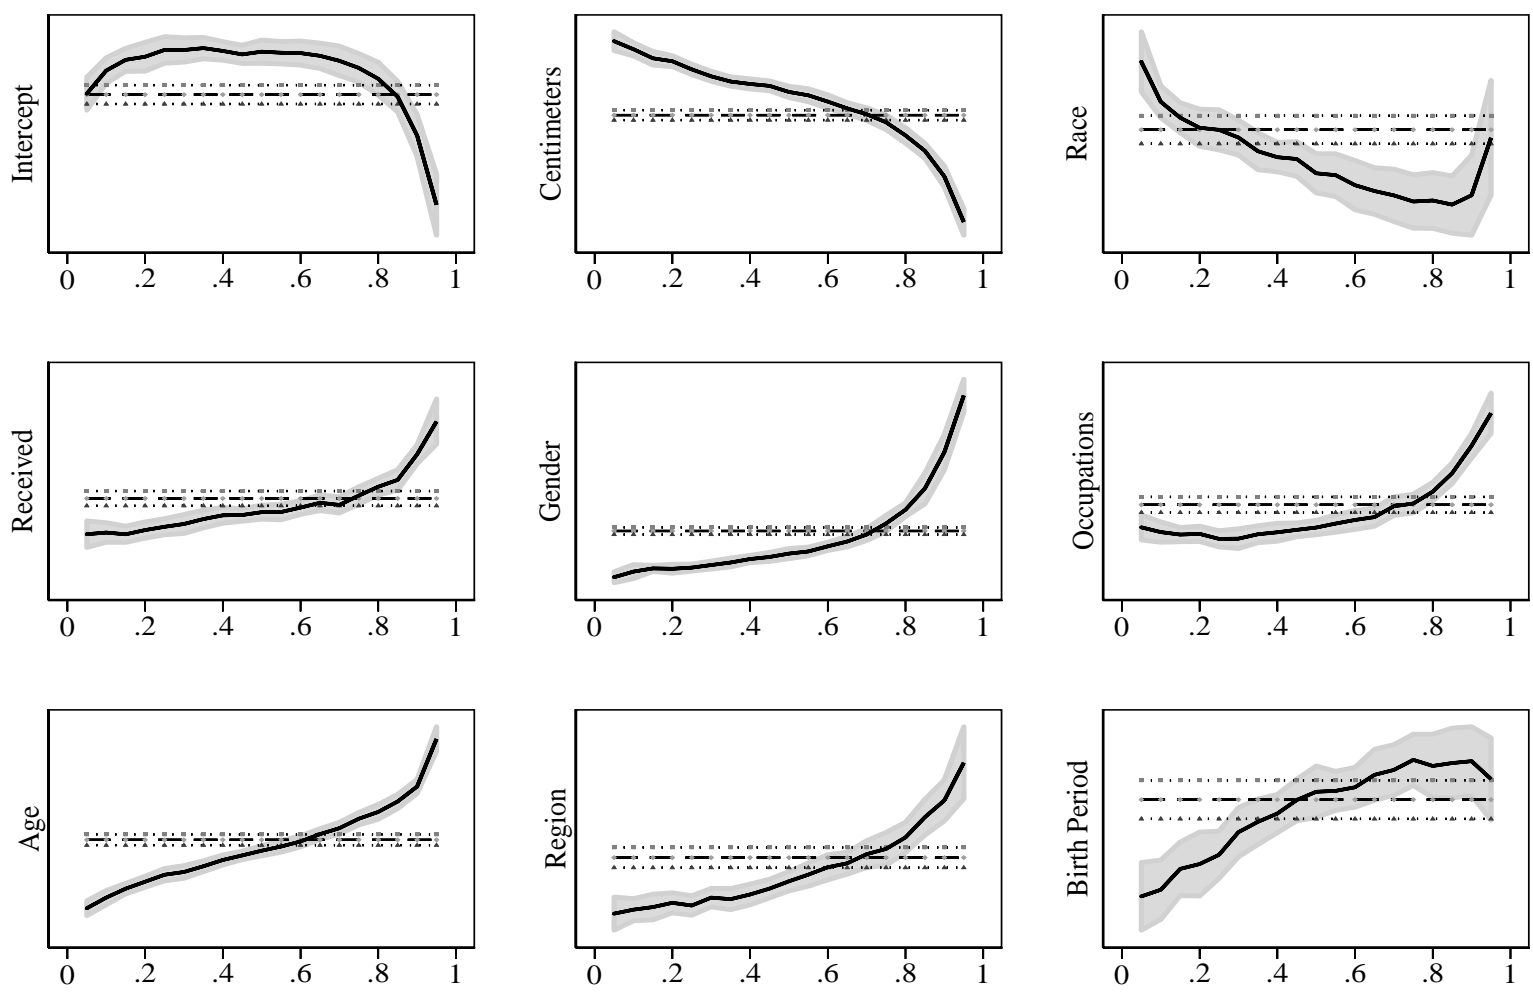 Intercept
0 .2 .4 .6 .8 1
Centimeters
0 .2 .4 .6 .8 1
Race
0 .2 .4 .6 .8 1
Received
0 .2 .4 .6 .8 1
Gender
0 .2 .4 .6 .8 1
Occupations
0 .2 .4 .6 .8 1
Age
0 .2 .4 .6 .8 1
Region
0 .2 .4 .6 .8 1
Birth Period
0 .2 .4 .6 .8 1